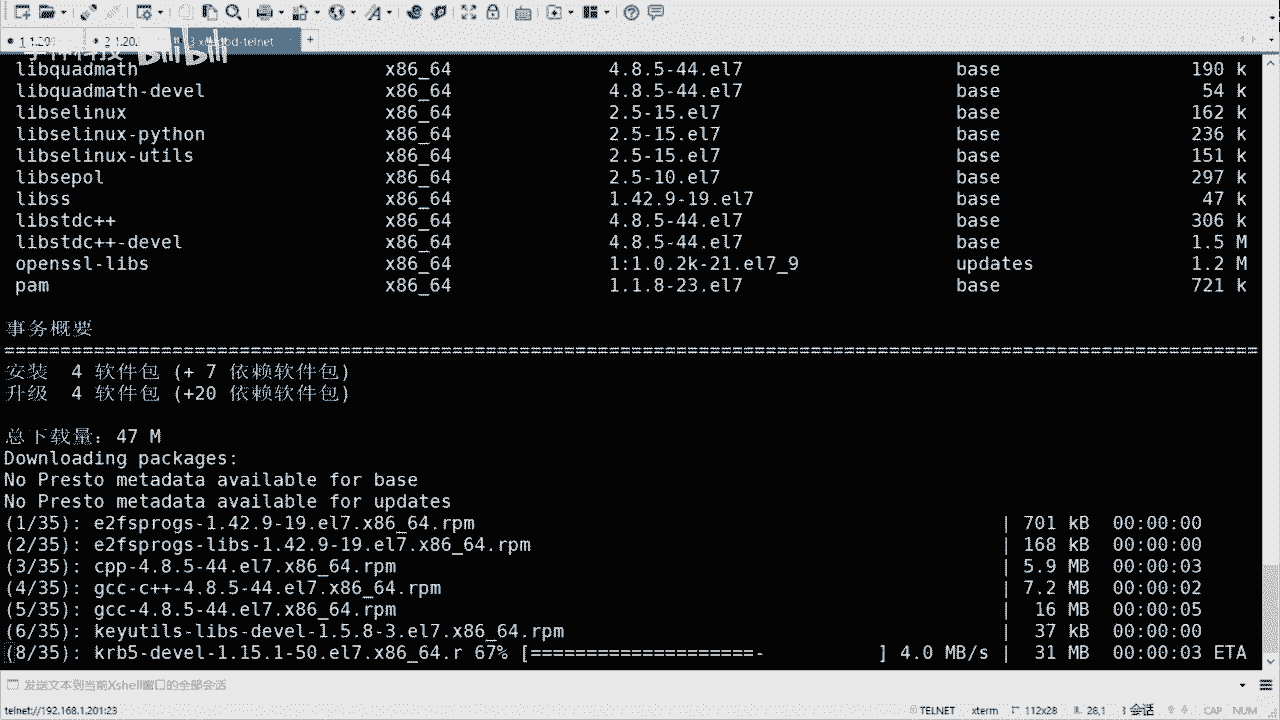 bilibili
libquadmath x86_64 4.8.5-44.el7 base 190 k
libquadmath-devel x86_64 4.8.5-44.el7 base 54 k
libselinux x86_64 2.5-15.el7 base 162 k
libselinux-python x86_64 2.5-15.el7 base 236 k
libselinux-utils x86_64 2.5-15.el7 base 151 k
libsepol x86_64 2.5-10.el7 base 297 k
libss x86_64 1.42.9-19.el7 base 47 k
libstdc++ x86_64 4.8.5-44.el7 base 306 k
libstdc++-devel x86_64 4.8.5-44.el7 base 1.5 M
openssl-libs x86_64 1:1.0.2k-21.el7_9 updates 1.2 M
pam x86_64 1.1.8-23.el7 base 721 k
事务概要
================================================================================================================
安装 4 软件包 (+ 7 依赖软件包)
升级 4 软件包 (+20 依赖软件包)
总下载量：47 M
Downloading packages:
No Presto metadata available for base
No Presto metadata available for updates
(1/35): e2fsprogs-1.42.9-19.el7.x86_64.rpm | 701 kB 00:00:00
(2/35): e2fsprogs-libs-1.42.9-19.el7.x86_64.rpm | 168 kB 00:00:00
(3/35): cpp-4.8.5-44.el7.x86_64.rpm | 5.9 MB 00:00:03
(4/35): gcc-c++-4.8.5-44.el7.x86_64.rpm | 7.2 MB 00:00:02
(5/35): gcc-4.8.5-44.el7.x86_64.rpm | 16 MB 00:00:05
(6/35): keyutils-libs-devel-1.5.8-3.el7.x86_64.rpm | 37 kB 00:00:00
(8/35): krb5-devel-1.15.1-50.el7.x86_64.r 67% [====================- ] 4.0 MB/s | 31 MB 00:00:03 ETA
发送文本到当前Xshell窗口的全部会话
telnet://192.168.1.201:23 TELNET xterm 112x28 28,1 3 会话 CAP NUM